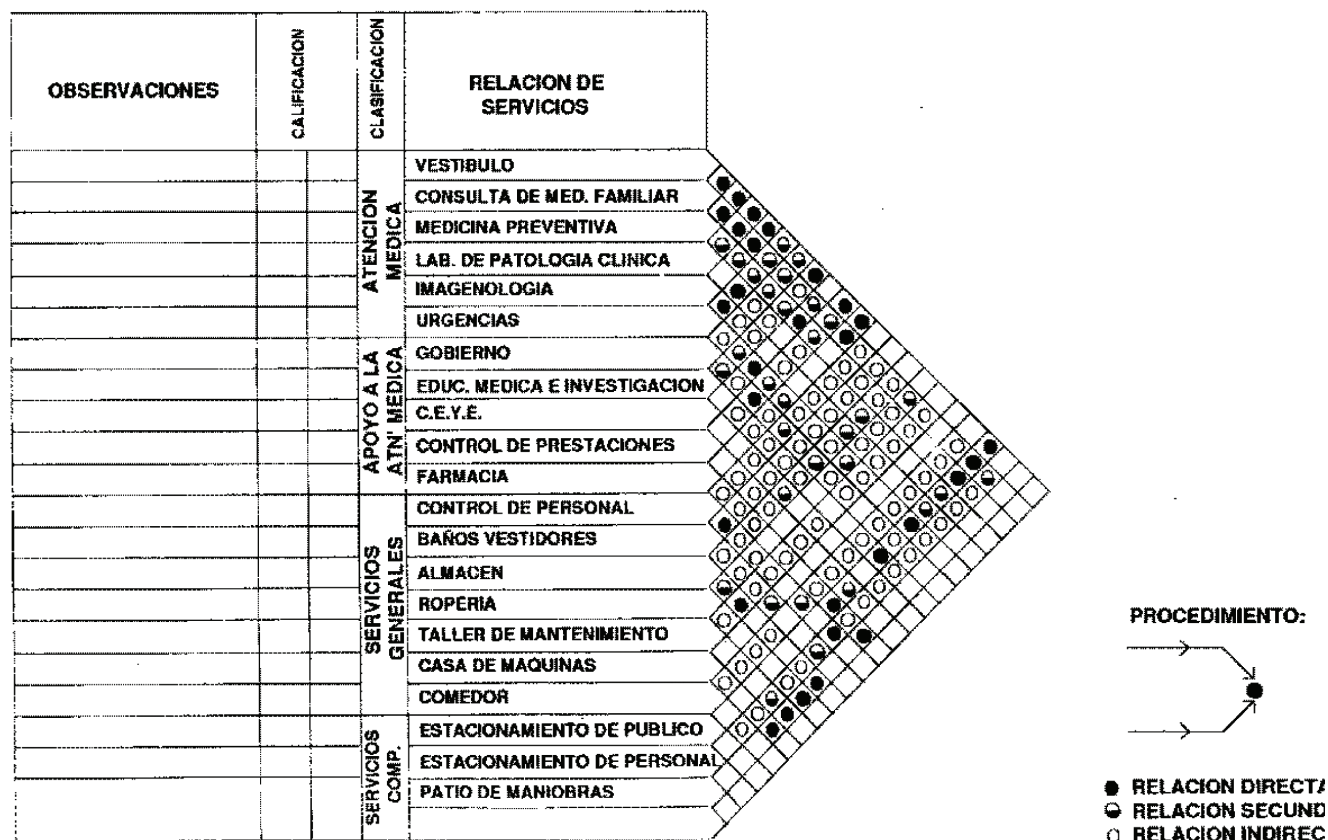 OBSERVACIONES
CALIFICACION
CLASIFICACION
RELACION DE
SERVICIOS
ATENCION
MEDICA
VESTIBULO
CONSULTA DE MED. FAMILIAR
MEDICINA PREVENTIVA
LAB. DE PATOLOGIA CLINICA
IMAGENOLOGIA
URGENCIAS
APOYO A LA
ATN' MEDICA
GOBIERNO
EDUC. MEDICA E INVESTIGACION
C.E.Y.E.
CONTROL DE PRESTACIONES
FARMACIA
SERVICIOS
GENERALES
CONTROL DE PERSONAL
BAÑOS VESTIDORES
ALMACEN
ROPERIA
TALLER DE MANTENIMIENTO
CASA DE MAQUINAS
COMEDOR
SERVICIOS
COMP.
ESTACIONAMIENTO DE PUBLICO
ESTACIONAMIENTO DE PERSONAL
PATIO DE MANIOBRAS
PROCEDIMIENTO:
RELACION DIRECTA
RELACION SECUND
RELACION INDIREC